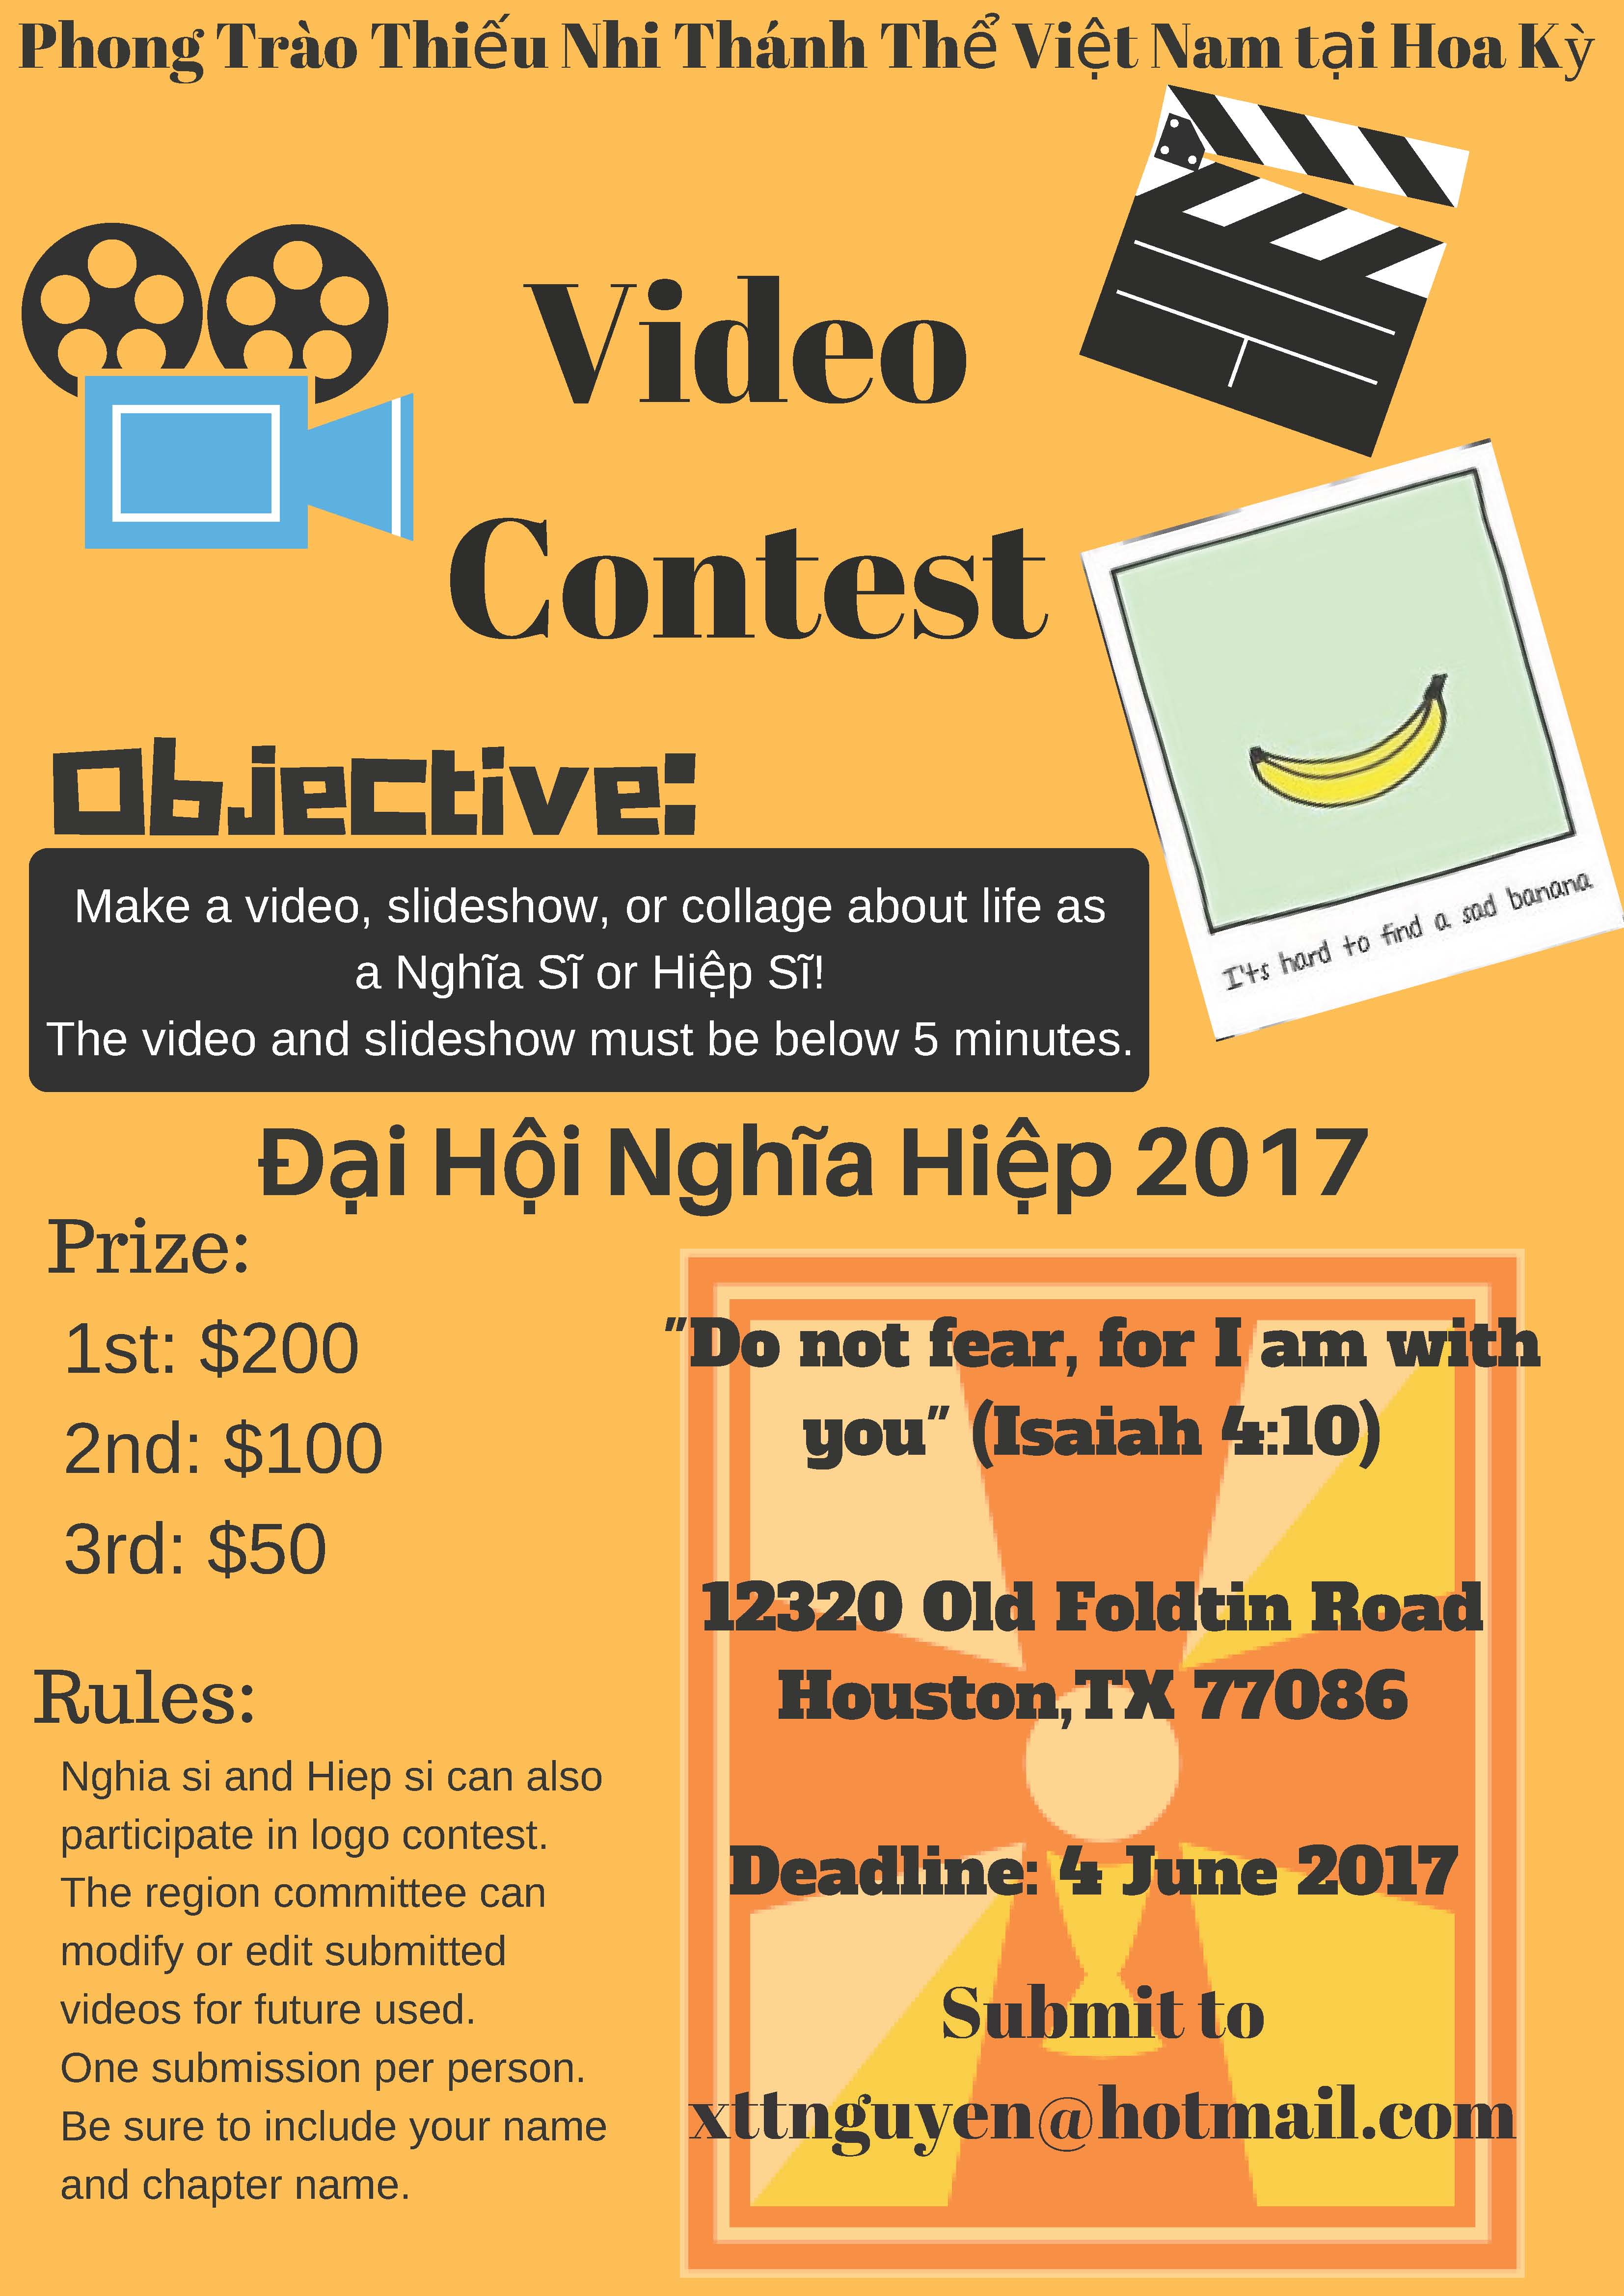 Phong Trào Thiếu Nhi Thánh Thể Việt Nam tại Hoa Kỳ
Video
Contest
It's hard to find a sad banana
Objective:
Make a video, slideshow, or collage about life as
a Nghĩa Sĩ or Hiệp Sĩ!
The video and slideshow must be below 5 minutes.
Đại Hội Nghĩa Hiệp 2017
Prize:
1st: $200
2nd: $100
3rd: $50
Rules:
Nghia si and Hiep si can also
participate in logo contest.
The region committee can
modify or edit submitted
videos for future used.
One submission per person.
Be sure to include your name
and chapter name.
"Do not fear, for I am with
you" (Isaiah 4:10)
12320 Old Foldtin Road
Houston,TX 77086
Deadline: 4 June 2017
Submit to
xttnguyen@hotmail.com